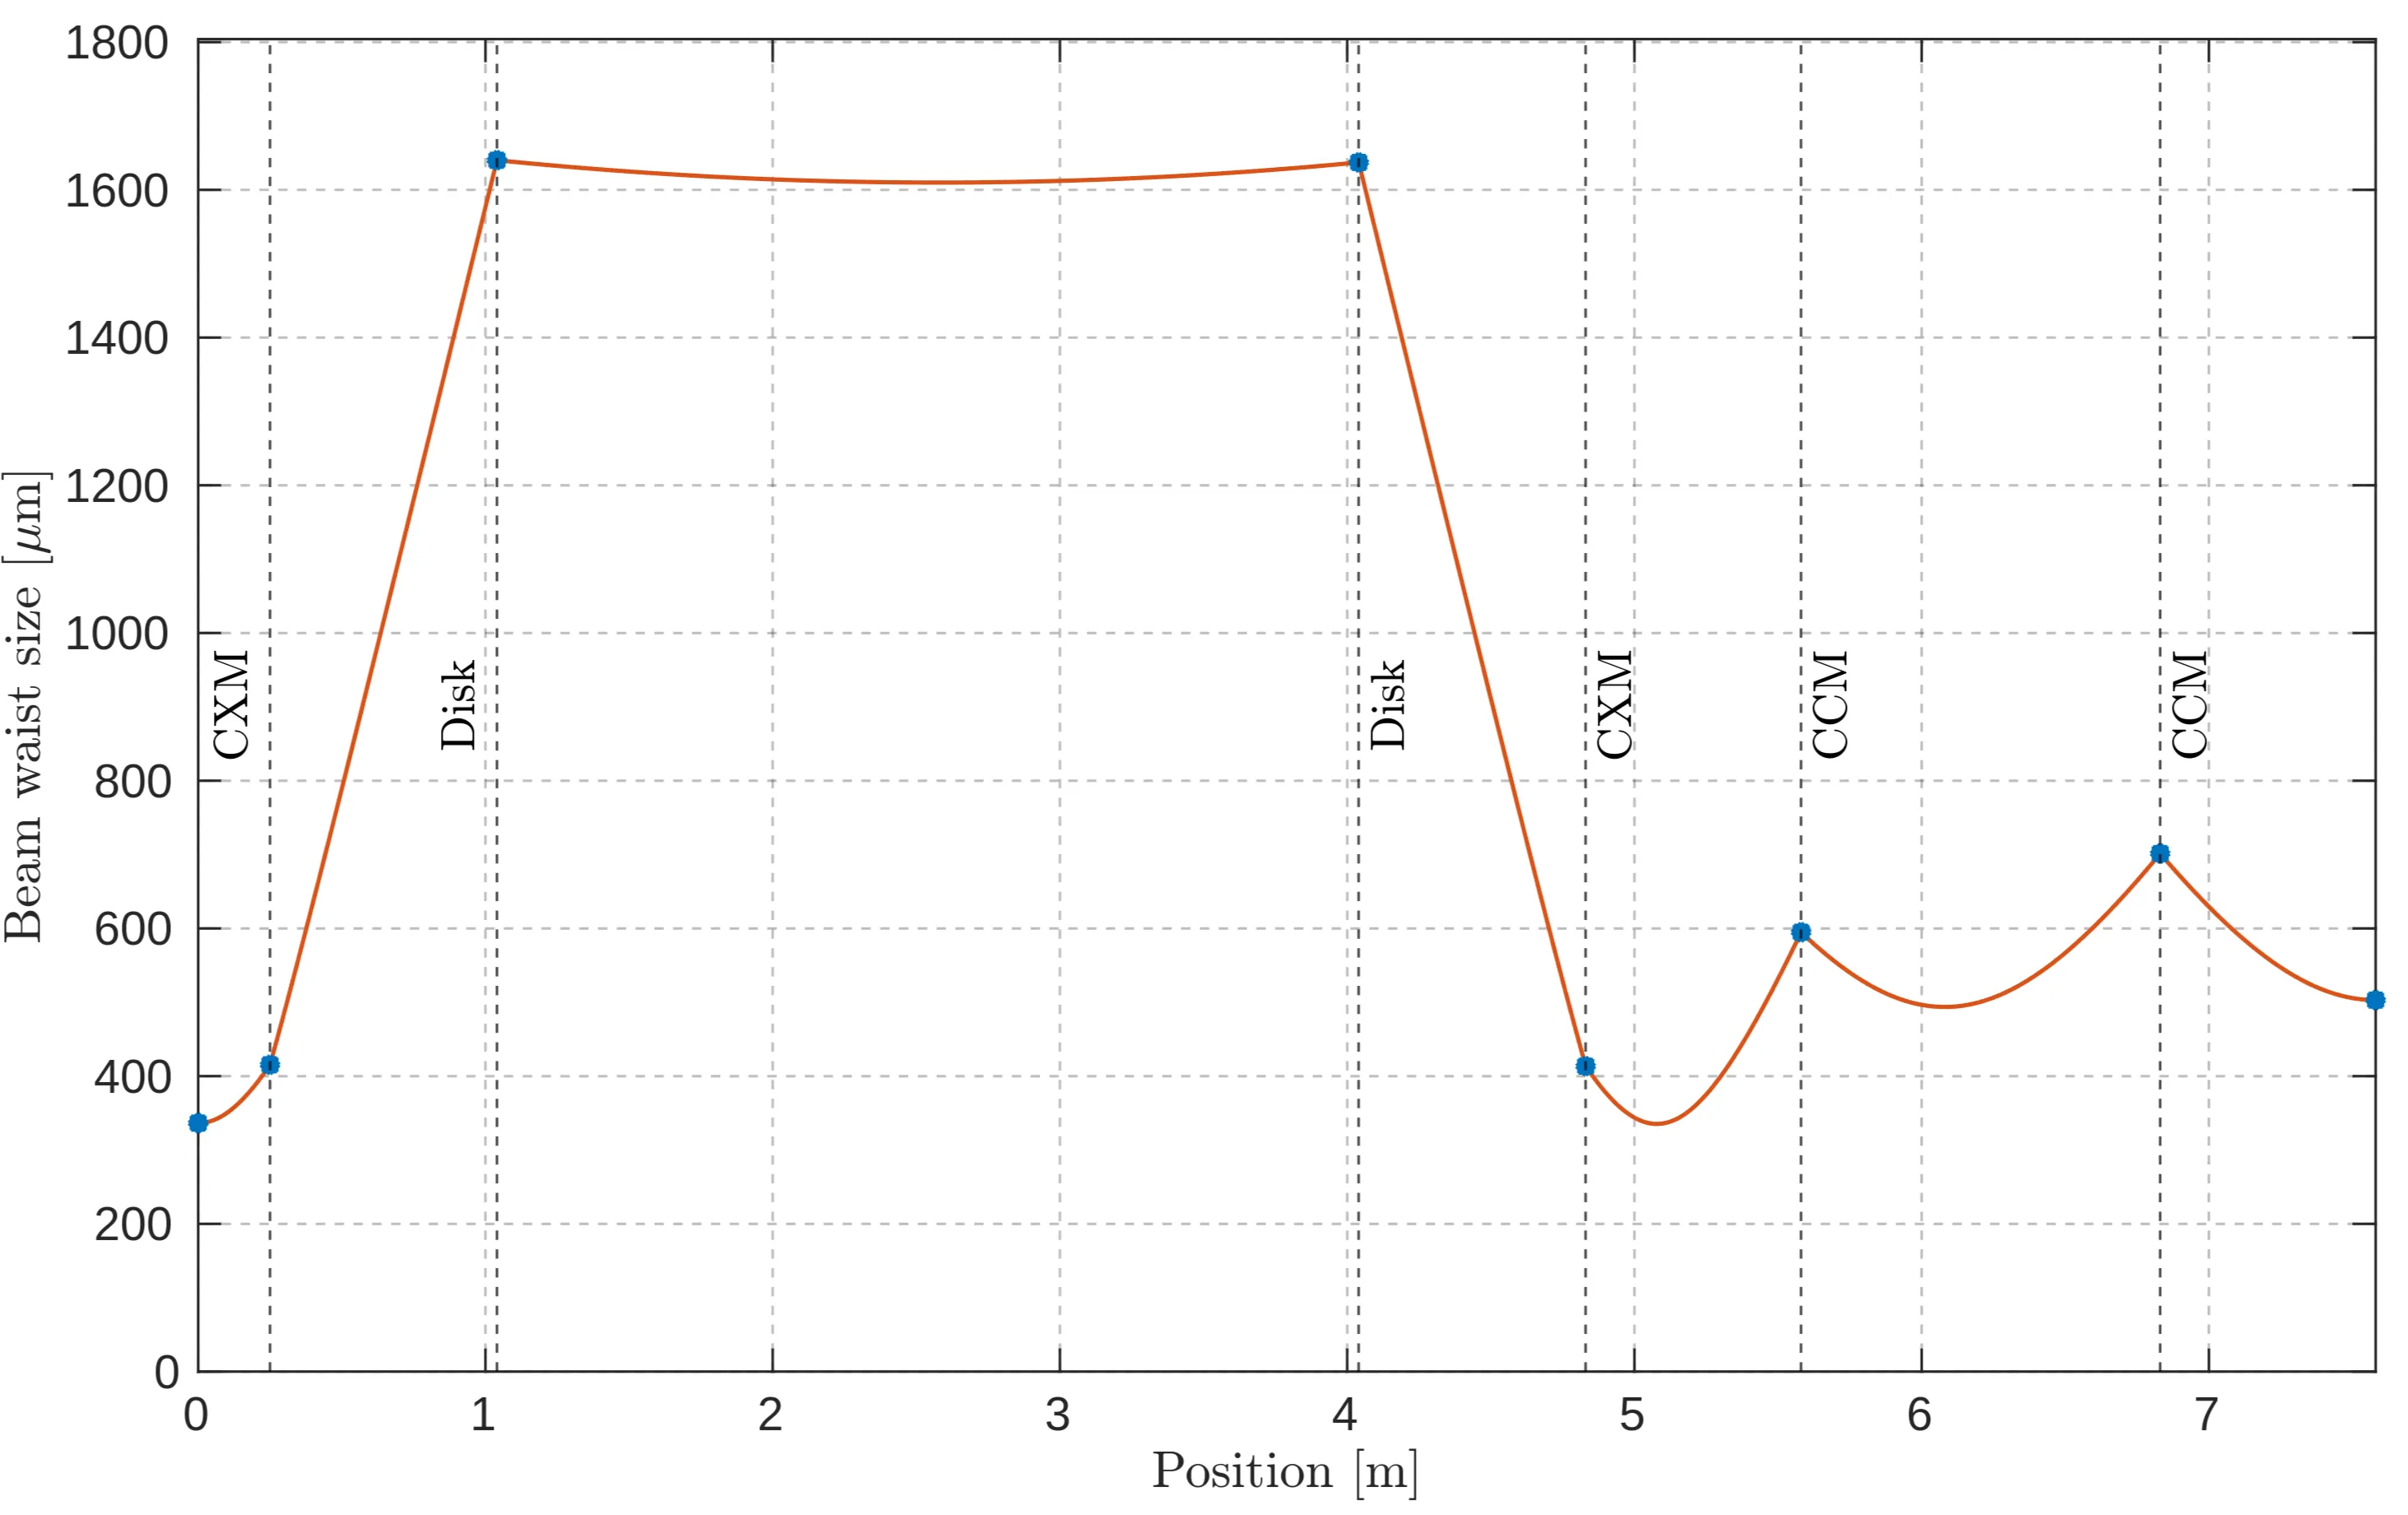 1800
1600
1400
1200
1000
800
600
400
200
0
Beam waist size [μm]
CXM
Disk
Disk
CXM
CCM
CCM
0 1 2 3 4 5 6 7
Position [m]